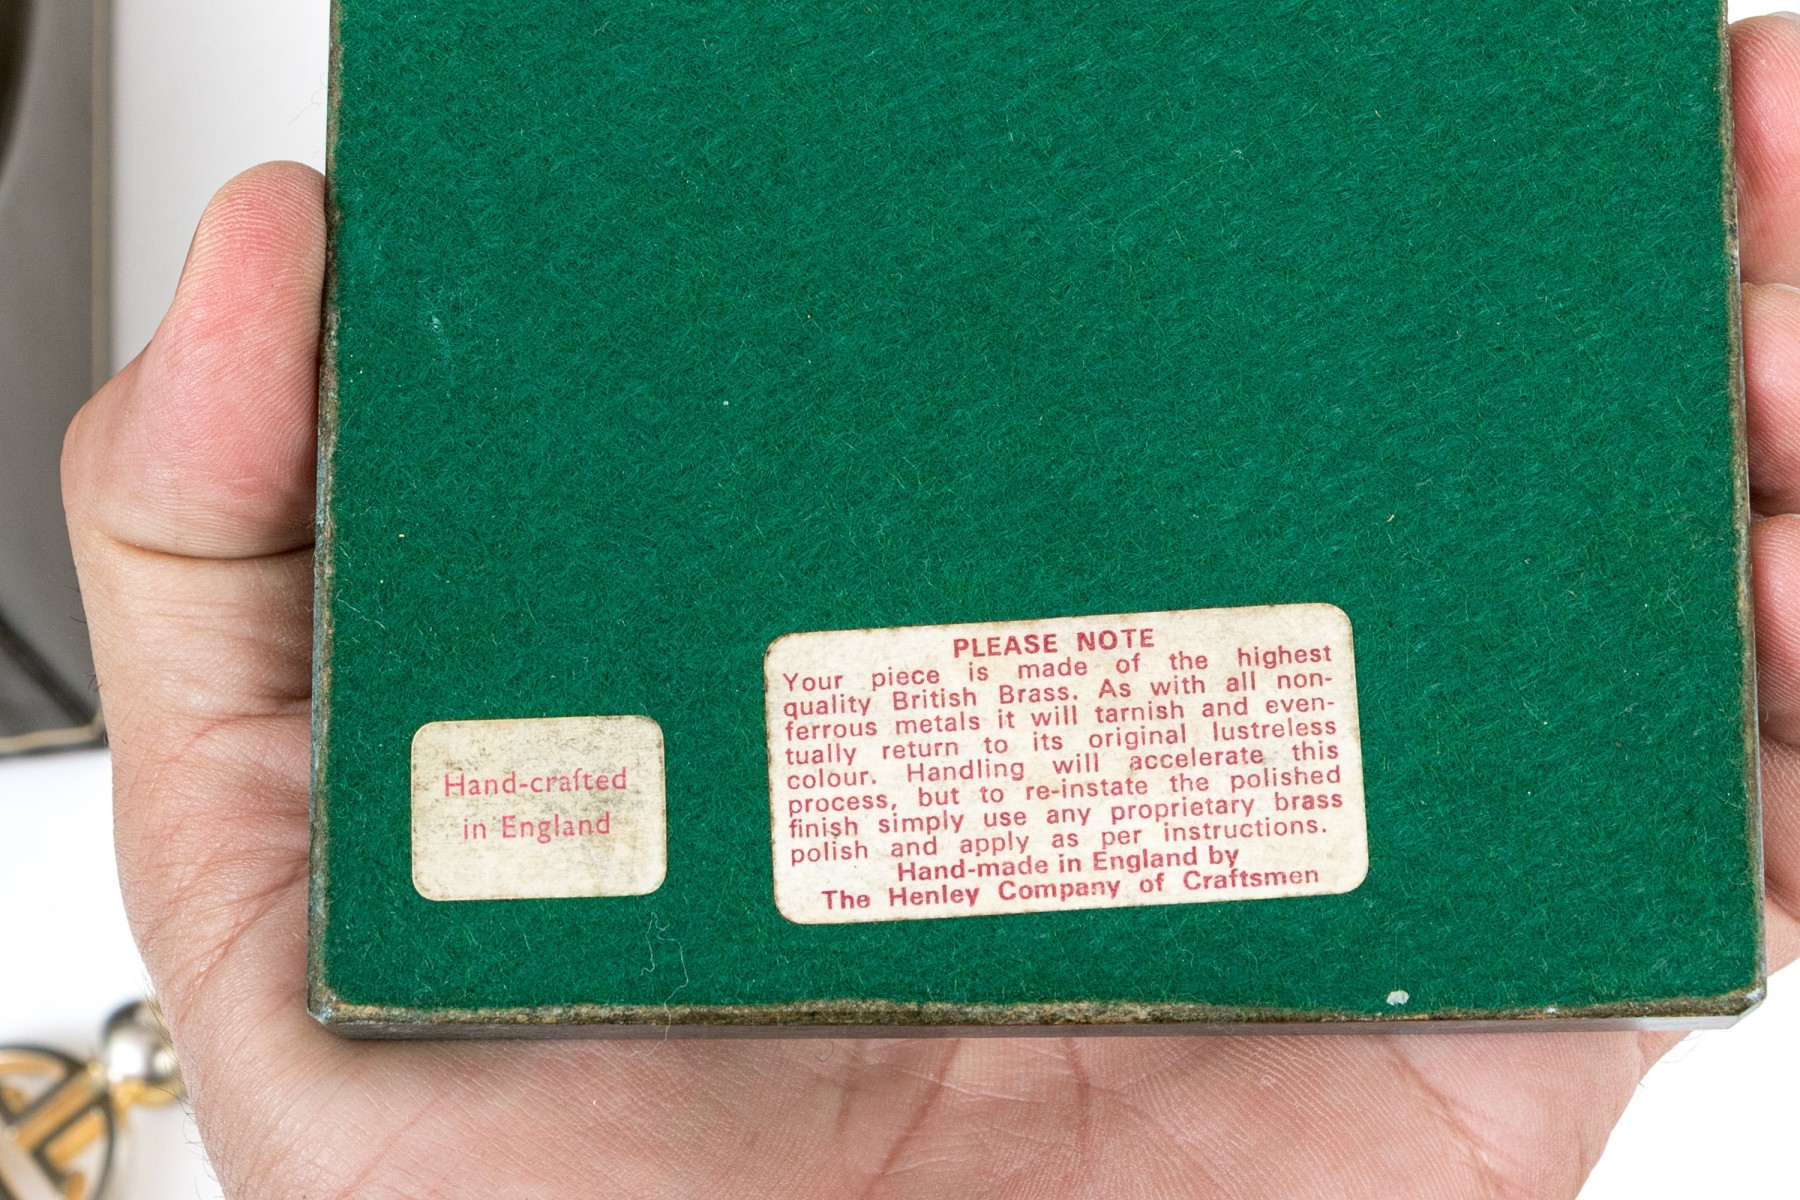 Hand-crafted
in England
PLEASE NOTE
Your piece is made of the highest
quality British Brass. As with all non-
ferrous metals it will tarnish and even-
tually return to its original lustreless
colour. Handling will accelerate this
process, but to re-instate the polished
finish simply use any proprietary brass
polish and apply as per instructions.
Hand-made in England by
The Henley Company of Craftsmen